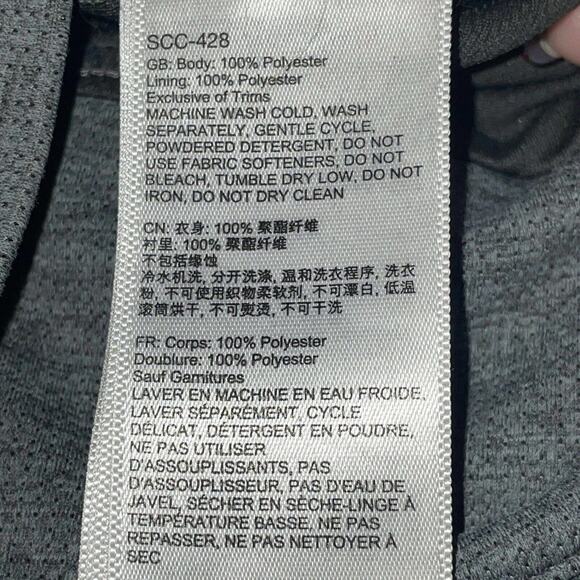 SCC-428
GB: Body: 100% Polyester
Lining: 100% Polyester
Exclusive of Trims
MACHINE WASH COLD, WASH
SEPARATELY, GENTLE CYCLE,
POWDERED DETERGENT, DO NOT
USE FABRIC SOFTENERS, DO NOT
BLEACH, TUMBLE DRY LOW, DO NOT
IRON, DO NOT DRY CLEAN
CN: 衣身: 100% 聚酯纤维
衬里: 100% 聚酯纤维
不包括缘蚀
冷水机洗, 分开洗涤, 温和洗衣程序, 洗衣
粉, 不可使用织物柔软剂, 不可漂白, 低温
滚筒烘干, 不可熨烫, 不可干洗
FR: Corps: 100% Polyester
Doublure: 100% Polyester
Sauf Garnitures
LAVER EN MACHINE EN EAU FROIDE,
LAVER SÉPARÉMENT, CYCLE
DÉLICAT, DÉTERGENT EN POUDRE,
NE PAS UTILISER
D'ASSOUPLISSANTS, PAS
D'ASSOUPLISSEUR, PAS D'EAU DE
JAVEL, SÉCHER EN SÈCHE-LINGE À
TEMPÉRATURE BASSE, NE PAS
REPASSER, NE PAS NETTOYER À
SEC